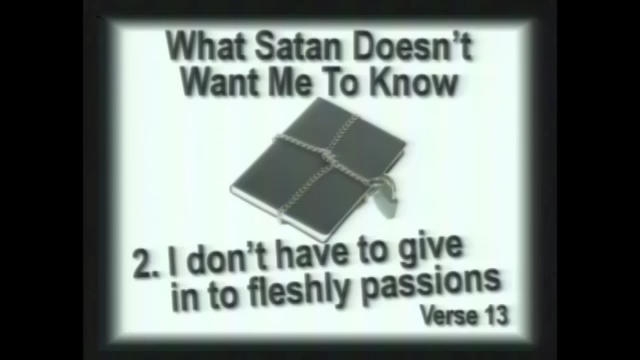 What Satan Doesn't
Want Me To Know
2. I don't have to give
in to fleshly passions
Verse 13